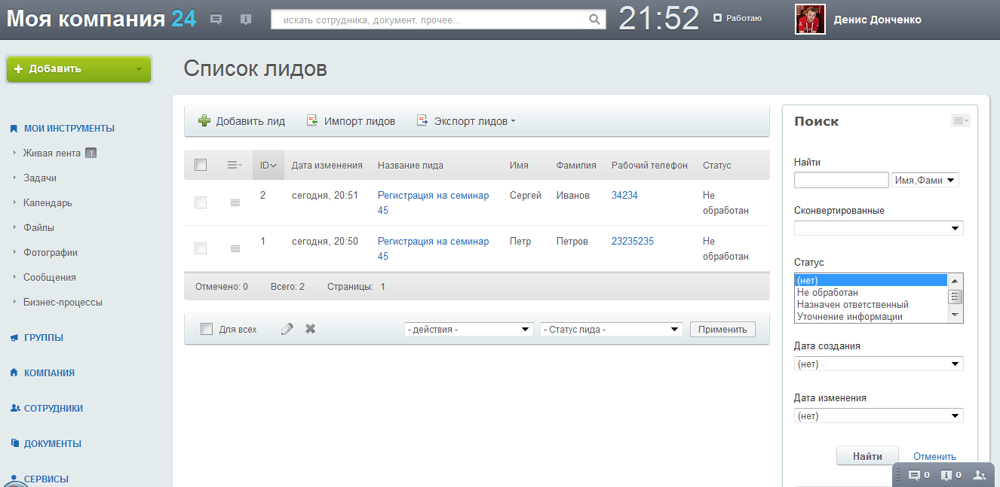 Моя компания 24
искать сотрудника, документ, прочее...
21:52
Работаю
Денис Донченко
Добавить
Список лидов
МОИ ИНСТРУМЕНТЫ
Живая лента 1
Задачи
Календарь
Файлы
Фотографии
Сообщения
Бизнес-процессы
ГРУППЫ
КОМПАНИЯ
СОТРУДНИКИ
ДОКУМЕНТЫ
СЕРВИСЫ
Добавить лид Импорт лидов Экспорт лидов
ID Дата изменения Название лида Имя Фамилия Рабочий телефон Статус
2 сегодня, 20:51 Регистрация на семинар Сергей Иванов 34234 Не
45 обработан
1 сегодня, 20:50 Регистрация на семинар Петр Петров 23235235 Не
45 обработан
Отмечено: 0 Всего: 2 Страницы: 1
Для всех - действия - - Статус лида - Применить
Поиск
Найти
Имя,Фами
Сконвертированные
Статус
(нет)
Не обработан
Назначен ответственный
Уточнение информации
Дата создания
(нет)
Дата изменения
(нет)
Найти Отменить
0 0